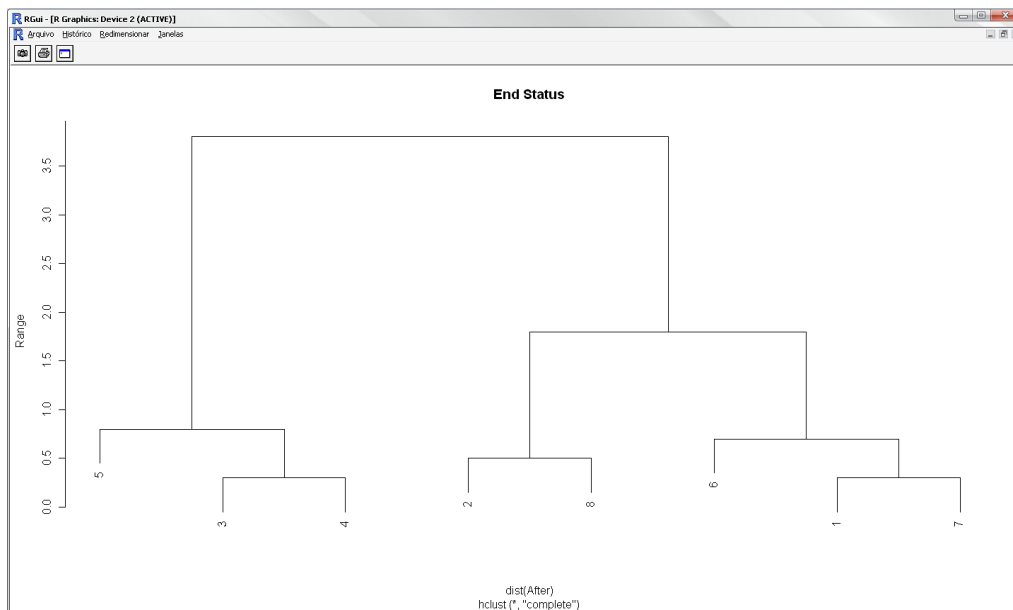 RGui - [R Graphics: Device 2 (ACTIVE)]
Arquivo Histórico Redimensionar Janelas
End Status
Range
3.5
3.0
2.5
2.0
1.5
1.0
0.5
0.0
5
3
4
2
8
6
1
7
dist(After)
hclust (*, "complete")